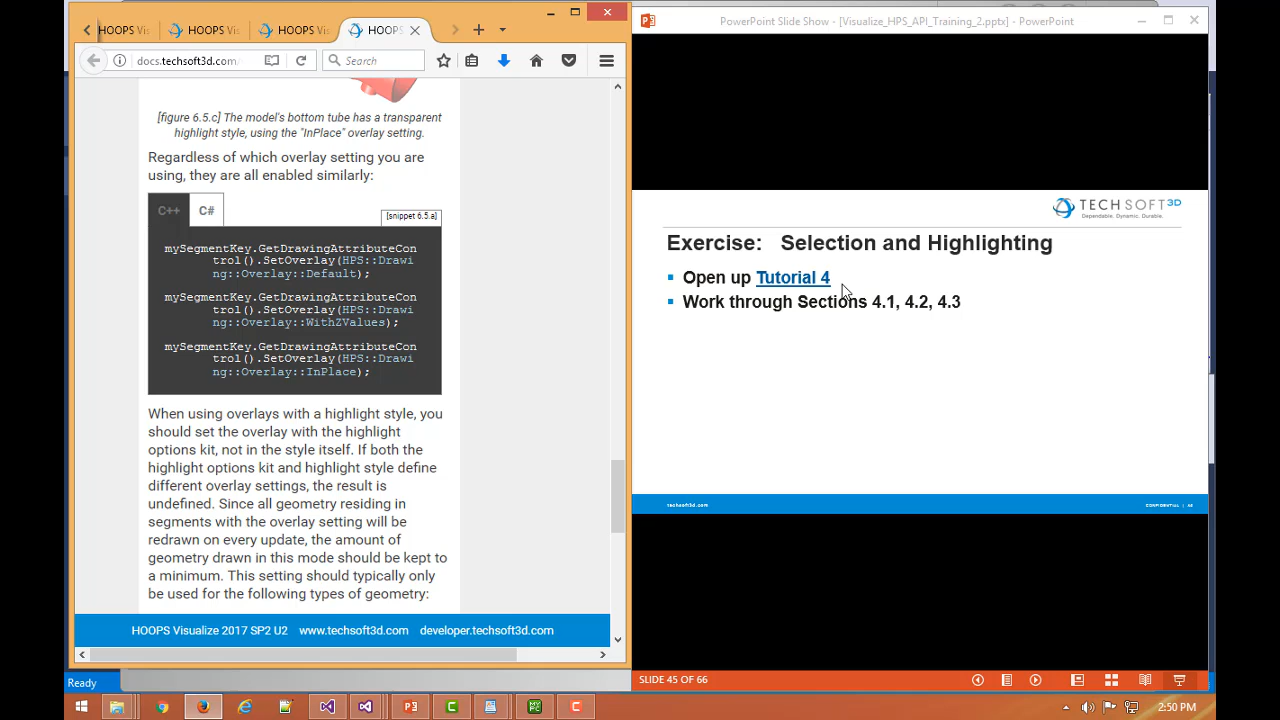 HOOPS Vis
HOOPS Vis
HOOPS Vis
HOOPS
docs.techsoft3d.com
Search
[figure 6.5.c] The model's bottom tube has a transparent
highlight style, using the "InPlace" overlay setting.
Regardless of which overlay setting you are
using, they are all enabled similarly:
C++
C#
[snippet 6.5.a]
mySegmentKey.GetDrawingAttributeCon
trol().SetOverlay(HPS::Drawi
ng::Overlay::Default);
mySegmentKey.GetDrawingAttributeCon
trol().SetOverlay(HPS::Drawi
ng::Overlay::WithZValues);
mySegmentKey.GetDrawingAttributeCon
trol().SetOverlay(HPS::Drawi
ng::Overlay::InPlace);
When using overlays with a highlight style, you
should set the overlay with the highlight
options kit, not in the style itself. If both the
highlight options kit and highlight style define
different overlay settings, the result is
undefined. Since all geometry residing in
segments with the overlay setting will be
redrawn on every update, the amount of
geometry drawn in this mode should be kept to
a minimum. This setting should typically only
be used for the following types of geometry:
HOOPS Visualize 2017 SP2 U2 www.techsoft3d.com developer.techsoft3d.com
Ready
PowerPoint Slide Show - [Visualize_HPS_API_Training_2.pptx] - PowerPoint
TECH SOFT 3D
Dependable. Dynamic. Durable.
Exercise: Selection and Highlighting
Open up Tutorial 4
Work through Sections 4.1, 4.2, 4.3
techsoft3d.com
CONFIDENTIAL
SLIDE 45 OF 66
2:50 PM